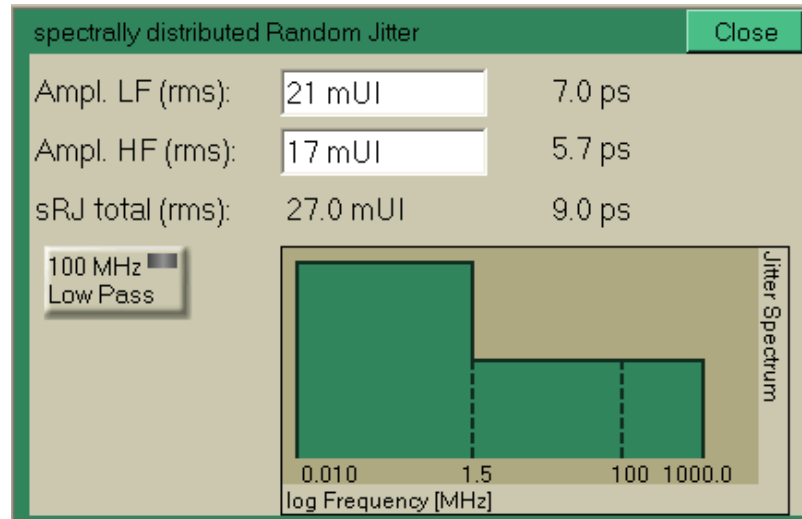 spectrally distributed Random Jitter Close
Ampl. LF (rms): 21 mUI 7.0 ps
Ampl. HF (rms): 17 mUI 5.7 ps
sRJ total (rms): 27.0 mUI 9.0 ps
100 MHz
Low Pass
Jitter Spectrum
0.010 1.5 100 1000.0
log Frequency [MHz]